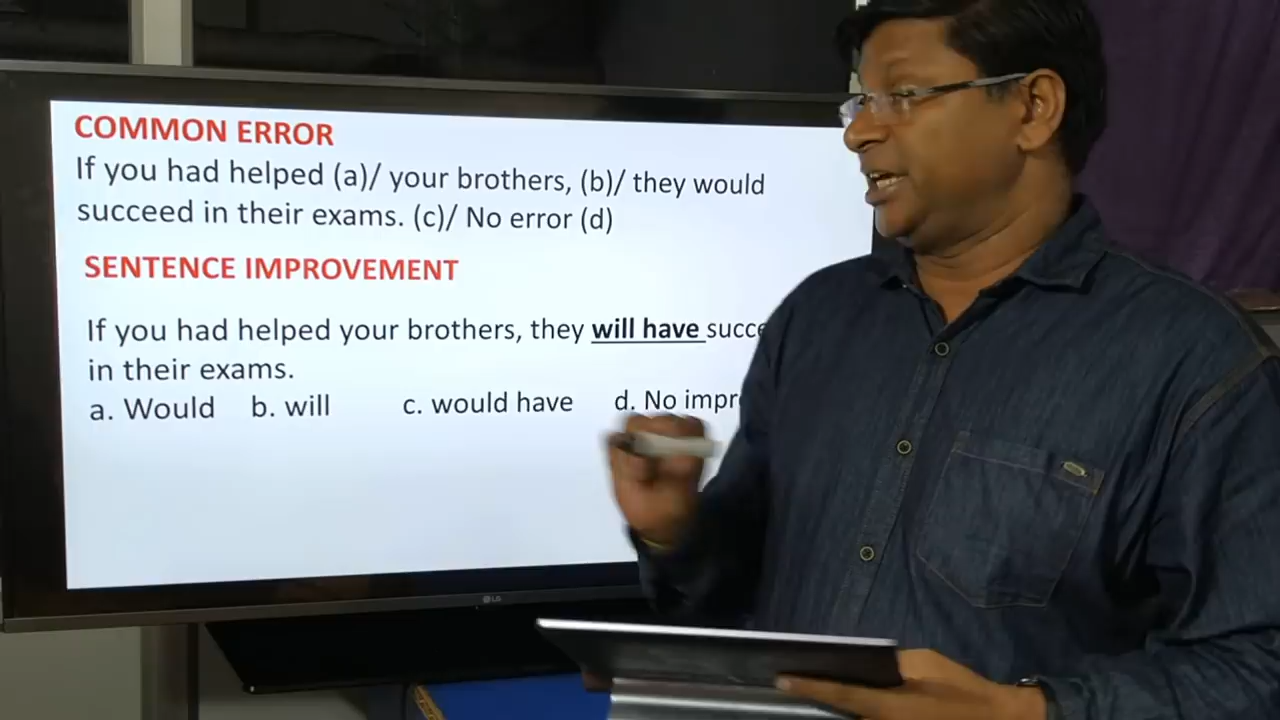 COMMON ERROR
If you had helped (a)/ your brothers, (b)/ they would
succeed in their exams. (c)/ No error (d)
SENTENCE IMPROVEMENT
If you had helped your brothers, they will have
in their exams.
a. Would b. will c. would have d. No
LG